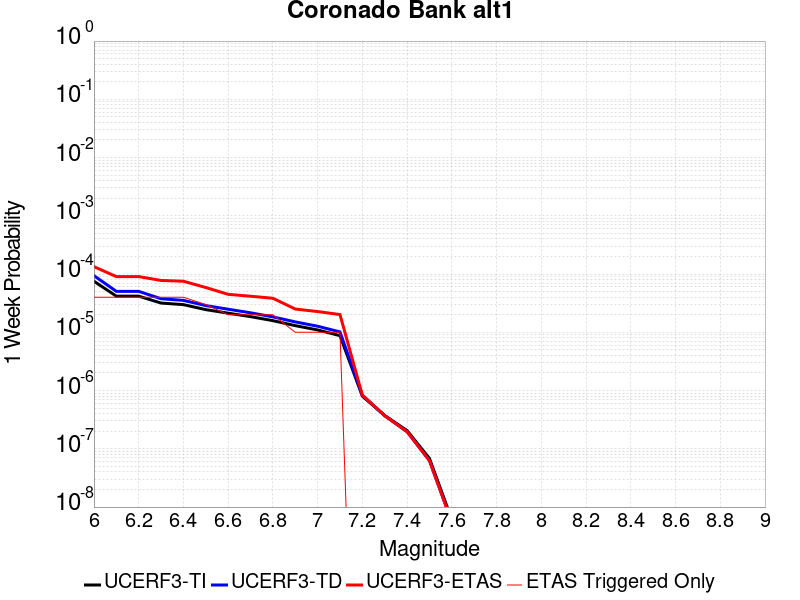 Coronado Bank alt1
10^0
10^-1
10^-2
10^-3
10^-4
10^-5
10^-6
10^-7
10^-8
1 Week Probability
6 6.2 6.4 6.6 6.8 7 7.2 7.4 7.6 7.8 8 8.2 8.4 8.6 8.8 9
Magnitude
UCERF3-TI UCERF3-TD UCERF3-ETAS ETAS Triggered Only